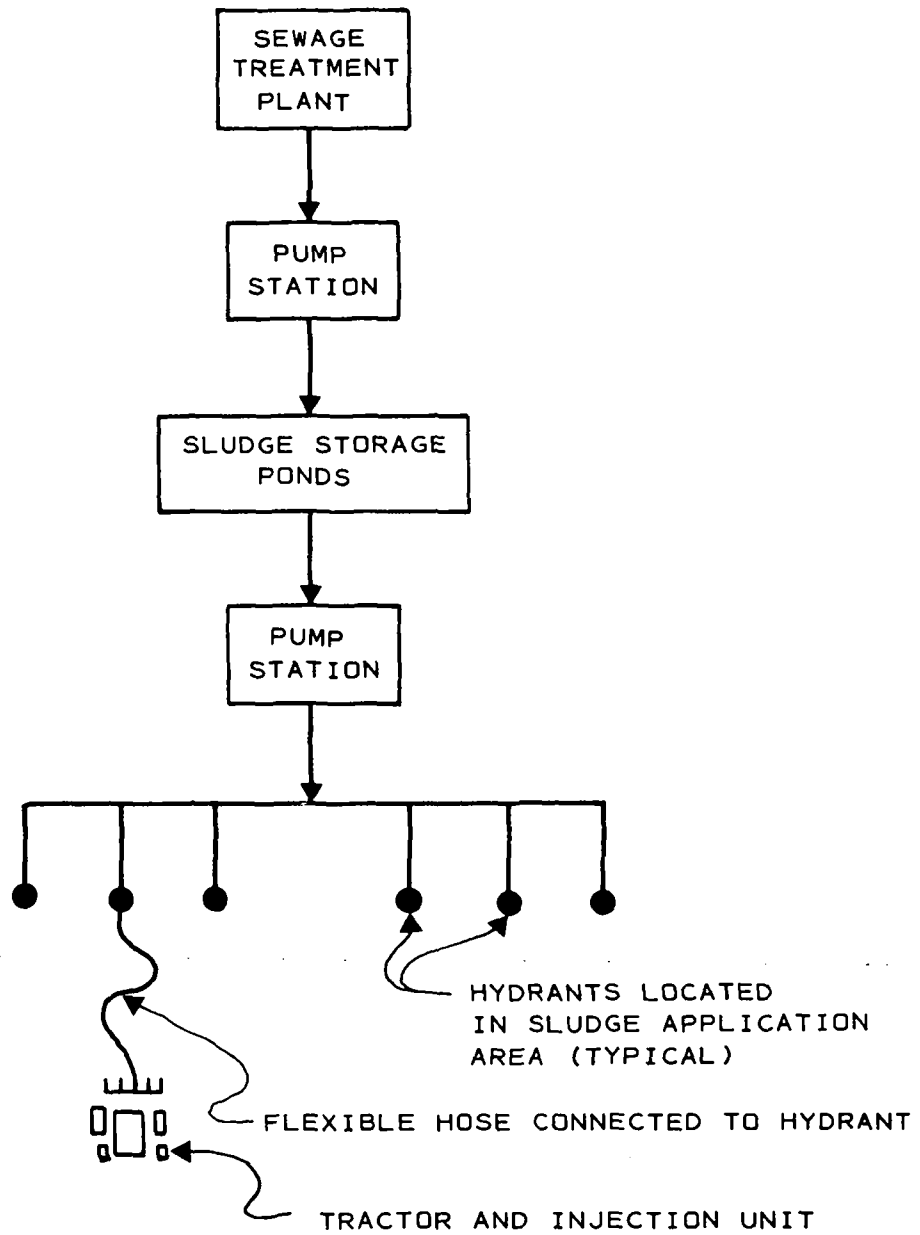 SEWAGE
TREATMENT
PLANT
PUMP
STATION
SLUDGE STORAGE
PONDS
PUMP
STATION
HYDRANTS LOCATED
IN SLUDGE APPLICATION
AREA (TYPICAL)
FLEXIBLE HOSE CONNECTED TO HYDRANT
TRACTOR AND INJECTION UNIT